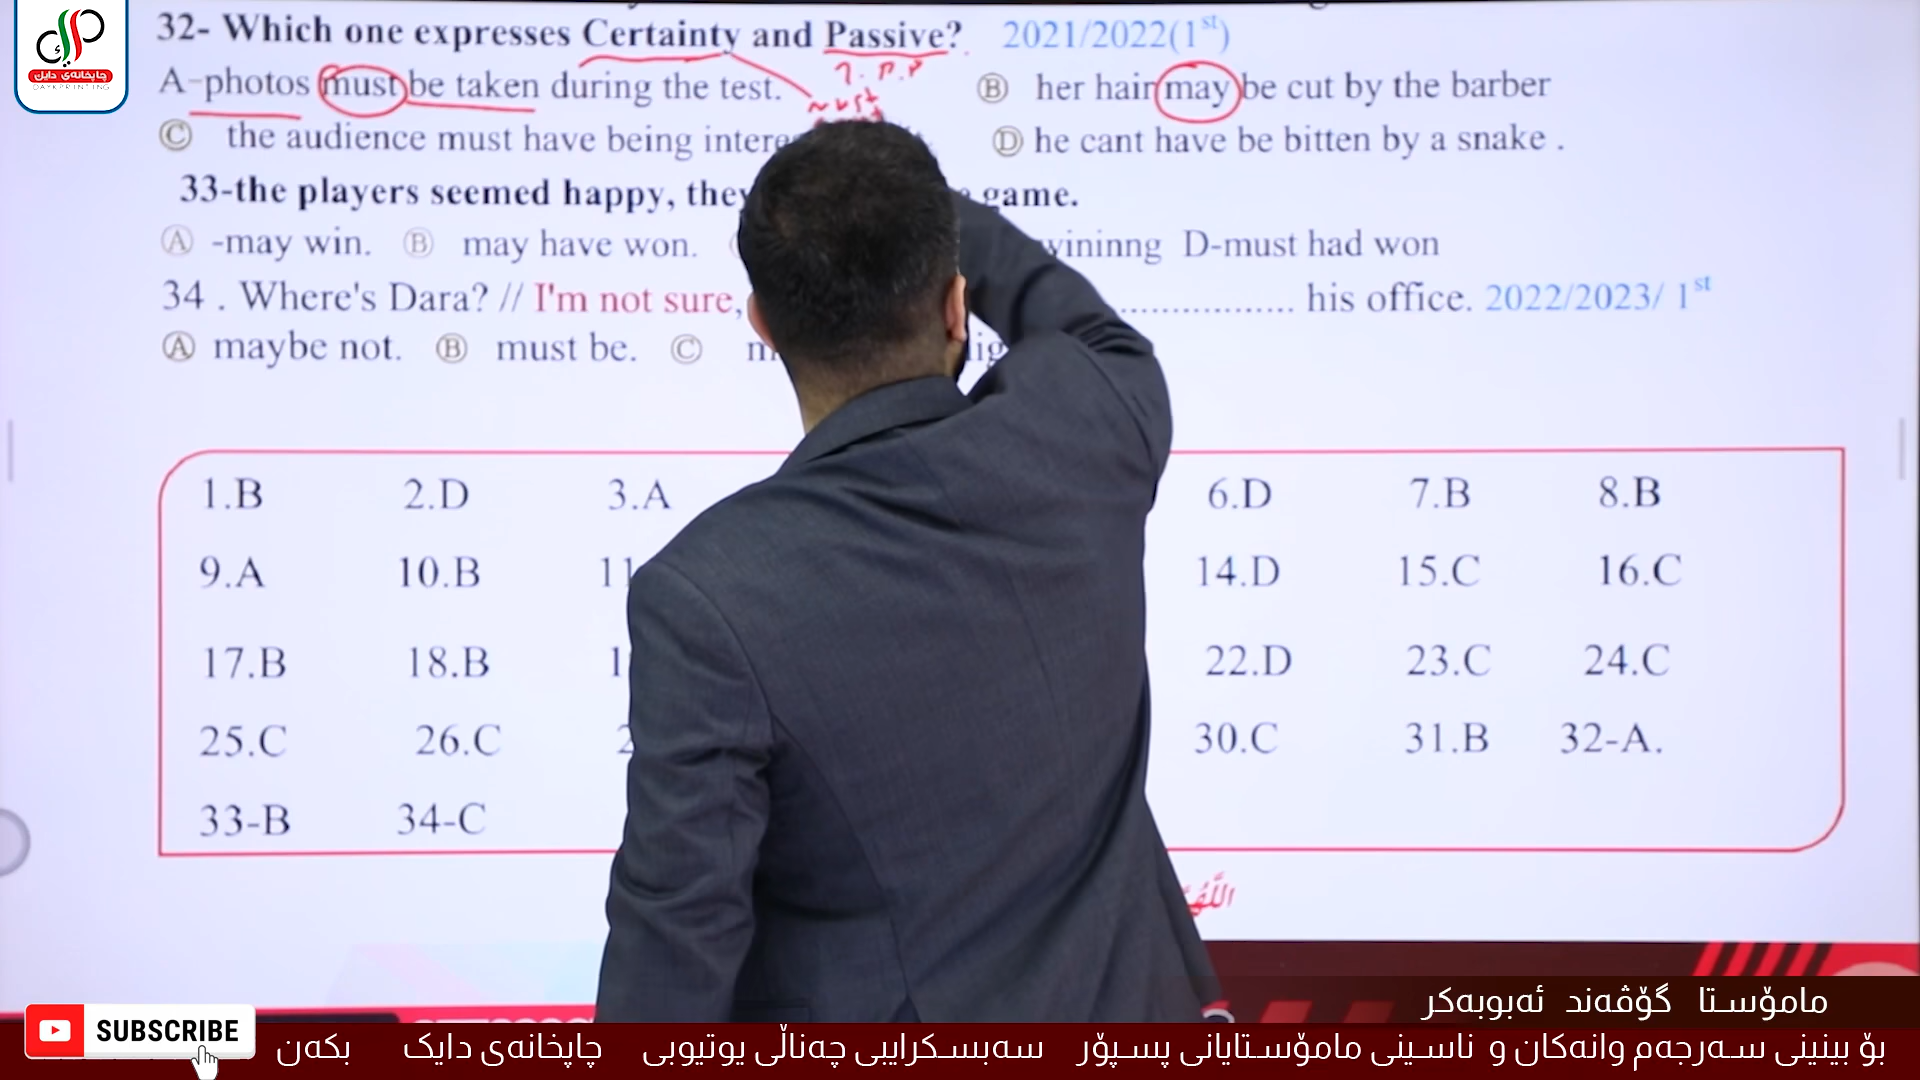 چاپخانەی دایک
DAYKPRINTING
32- Which one expresses Certainty and Passive? 2021/2022(1st)
P.P
must
A-photos must be taken during the test. Ⓑ her hair may be cut by the barber
Ⓒ the audience must have being Ⓓ he cant have be bitten by a snake .
33-the players seemed happy, they game.
Ⓐ -may win. Ⓑ may have won. wininng D-must had won
34 . Where's Dara? // I'm not sure, ................. his office. 2022/2023/ 1st
Ⓐ maybe not. Ⓑ must be. Ⓒ
1.B 2.D 3.A 6.D 7.B 8.B
9.A 10.B 14.D 15.C 16.C
17.B 18.B 22.D 23.C 24.C
25.C 26.C 30.C 31.B 32-A.
33-B 34-C
مامۆستا گۆڤەند ئەبوبەکر
SUBSCRIBE
بۆ بینینی سەرجەم وانەکان و ناسینی مامۆستایانی پسپۆر سەبسکرایبی چەناڵی یوتیوبی چاپخانەی دایک بکەن